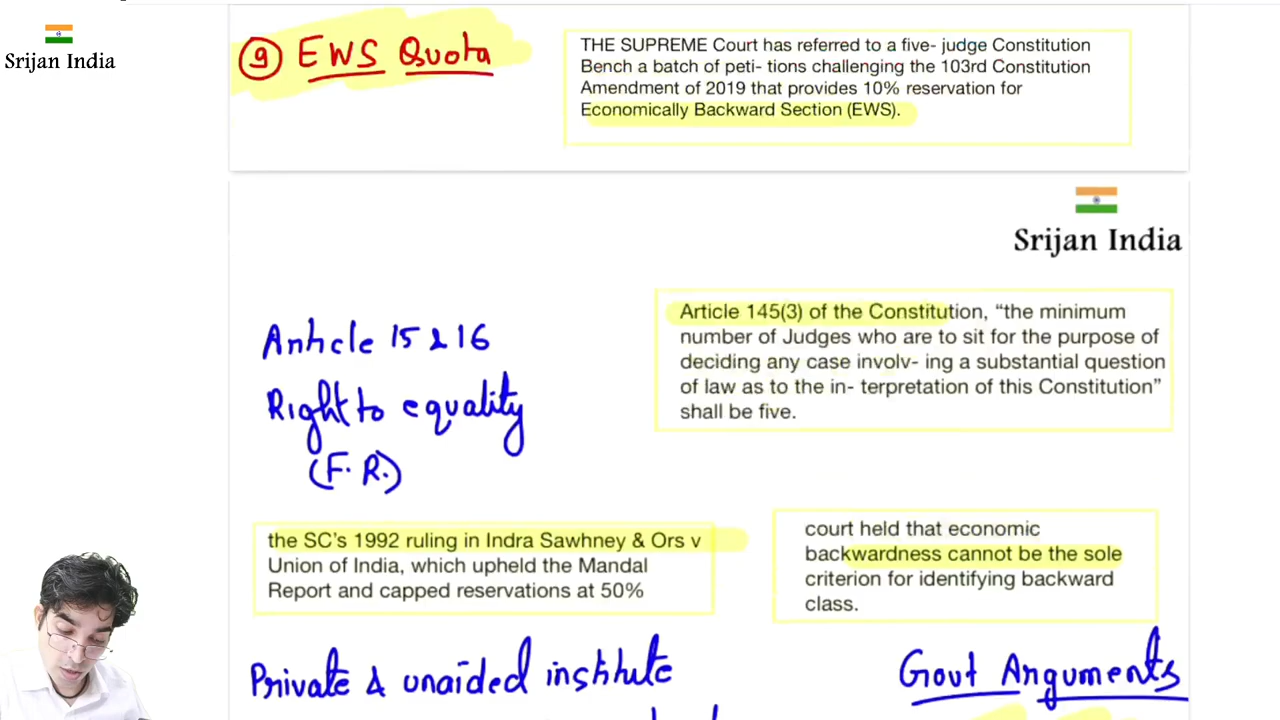 Srijan India
9 EWS Quota
THE SUPREME Court has referred to a five- judge Constitution
Bench a batch of peti- tions challenging the 103rd Constitution
Amendment of 2019 that provides 10% reservation for
Economically Backward Section (EWS).
Srijan India
Article 15 & 16
Right to equality
(F. R.)
Article 145(3) of the Constitution, “the minimum
number of Judges who are to sit for the purpose of
deciding any case involv- ing a substantial question
of law as to the in- terpretation of this Constitution”
shall be five.
the SC's 1992 ruling in Indra Sawhney & Ors v
Union of India, which upheld the Mandal
Report and capped reservations at 50%
court held that economic
backwardness cannot be the sole
criterion for identifying backward
class.
Private & unaided institute
Govt Arguments